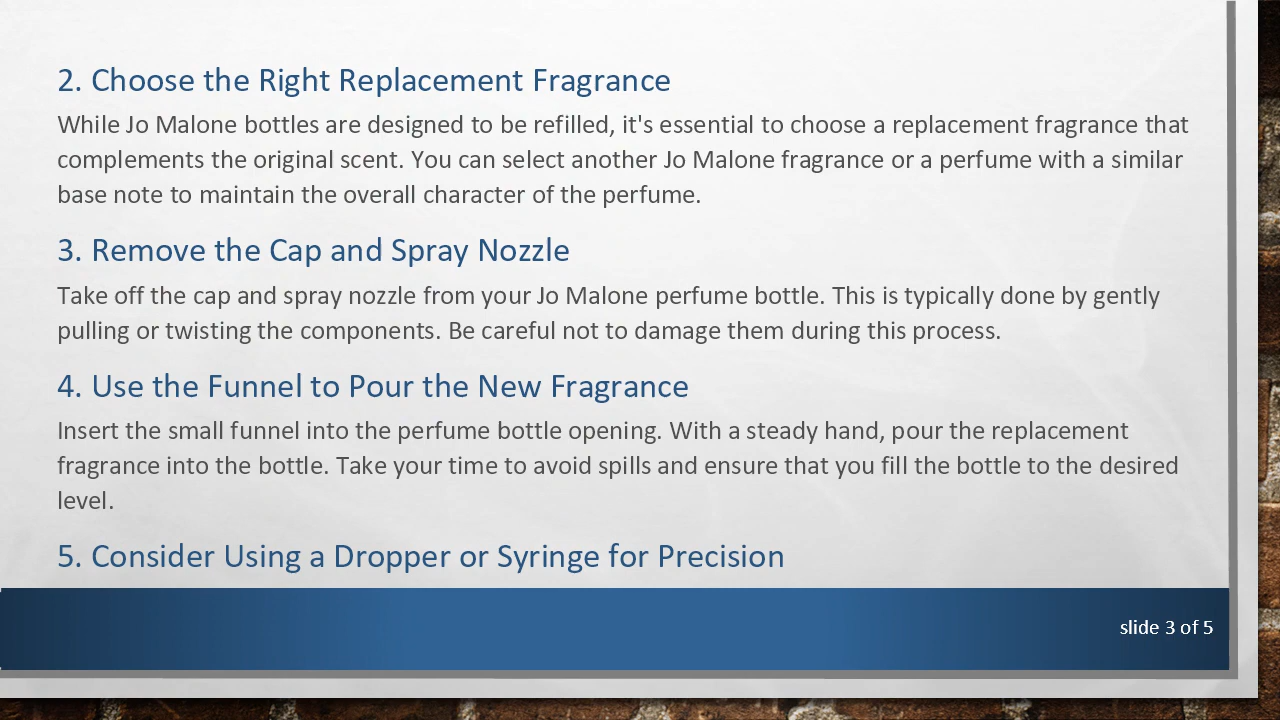 2. Choose the Right Replacement Fragrance
While Jo Malone bottles are designed to be refilled, it's essential to choose a replacement fragrance that
complements the original scent. You can select another Jo Malone fragrance or a perfume with a similar
base note to maintain the overall character of the perfume.
3. Remove the Cap and Spray Nozzle
Take off the cap and spray nozzle from your Jo Malone perfume bottle. This is typically done by gently
pulling or twisting the components. Be careful not to damage them during this process.
4. Use the Funnel to Pour the New Fragrance
Insert the small funnel into the perfume bottle opening. With a steady hand, pour the replacement
fragrance into the bottle. Take your time to avoid spills and ensure that you fill the bottle to the desired
level.
5. Consider Using a Dropper or Syringe for Precision
slide 3 of 5